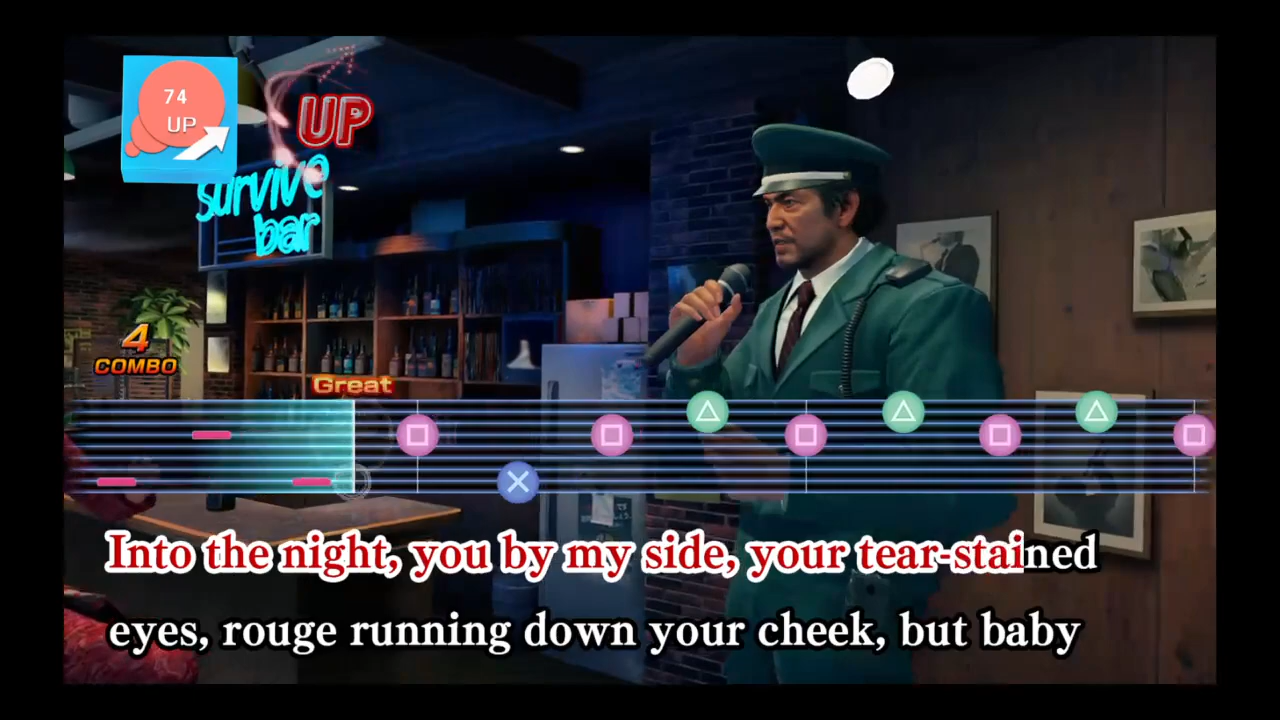 74
UP
UP
survive
bar
4
COMBO
Great
Into the night, you by my side, your tear-stained
eyes, rouge running down your cheek, but baby